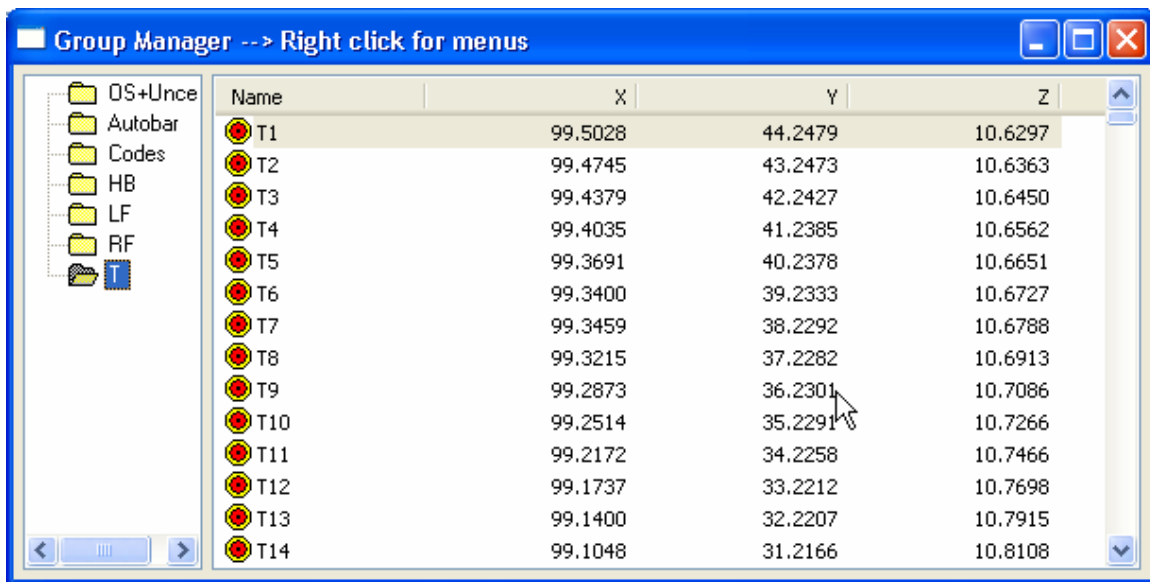 Group Manager --> Right click for menus
OS+Unce
Autobar
Codes
HB
LF
RF
T
Name X Y Z
T1 99.5028 44.2479 10.6297
T2 99.4745 43.2473 10.6363
T3 99.4379 42.2427 10.6450
T4 99.4035 41.2385 10.6562
T5 99.3691 40.2378 10.6651
T6 99.3400 39.2333 10.6727
T7 99.3459 38.2292 10.6788
T8 99.3215 37.2282 10.6913
T9 99.2873 36.2301 10.7086
T10 99.2514 35.2291 10.7266
T11 99.2172 34.2258 10.7466
T12 99.1737 33.2212 10.7698
T13 99.1400 32.2207 10.7915
T14 99.1048 31.2166 10.8108